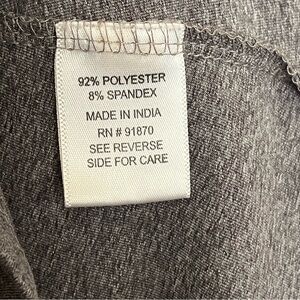 92% POLYESTER
8% SPANDEX
MADE IN INDIA
RN # 91870
SEE REVERSE
SIDE FOR CARE